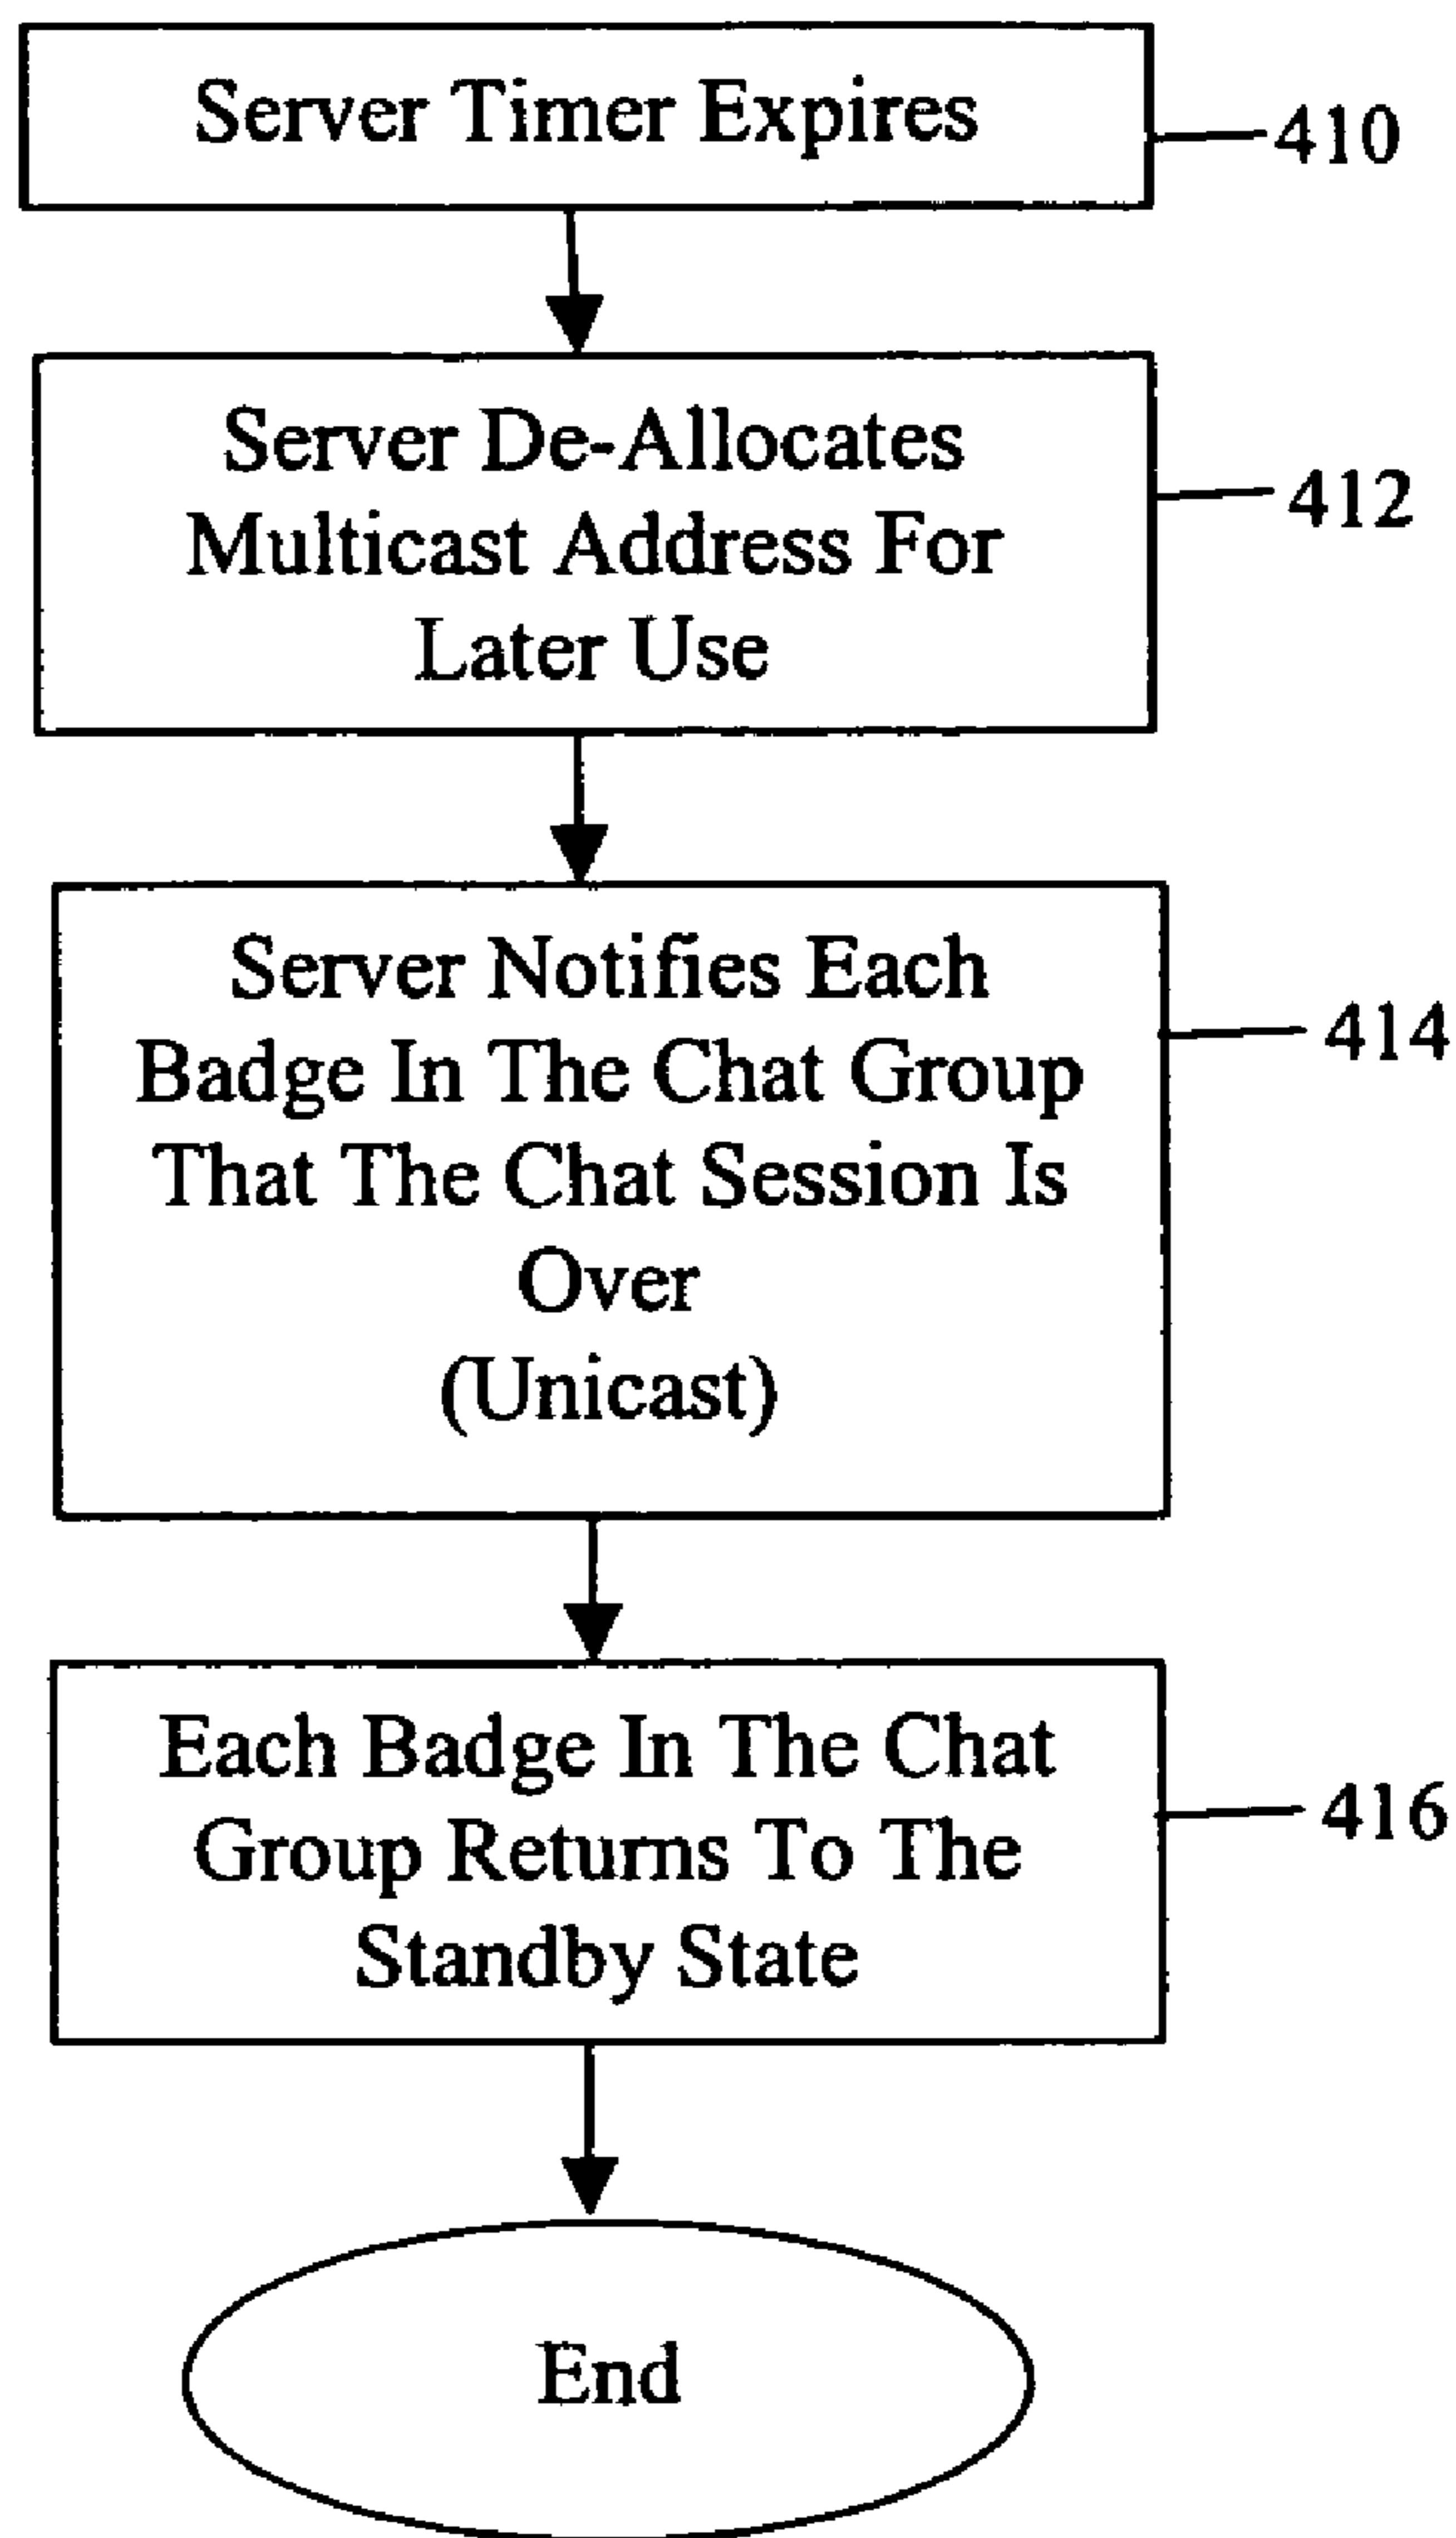 Server Timer Expires
410
Server De-Allocates
Multicast Address For
Later Use
412
Server Notifies Each
Badge In The Chat Group
That The Chat Session Is
Over
(Unicast)
414
Each Badge In The Chat
Group Returns To The
Standby State
416
End